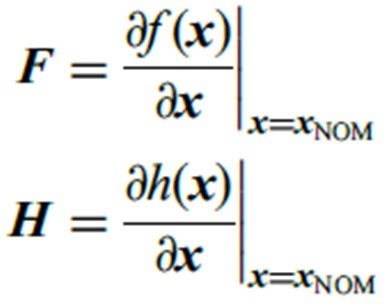 F = ∂f(x)/∂x |x=xNOM
H = ∂h(x)/∂x |x=xNOM